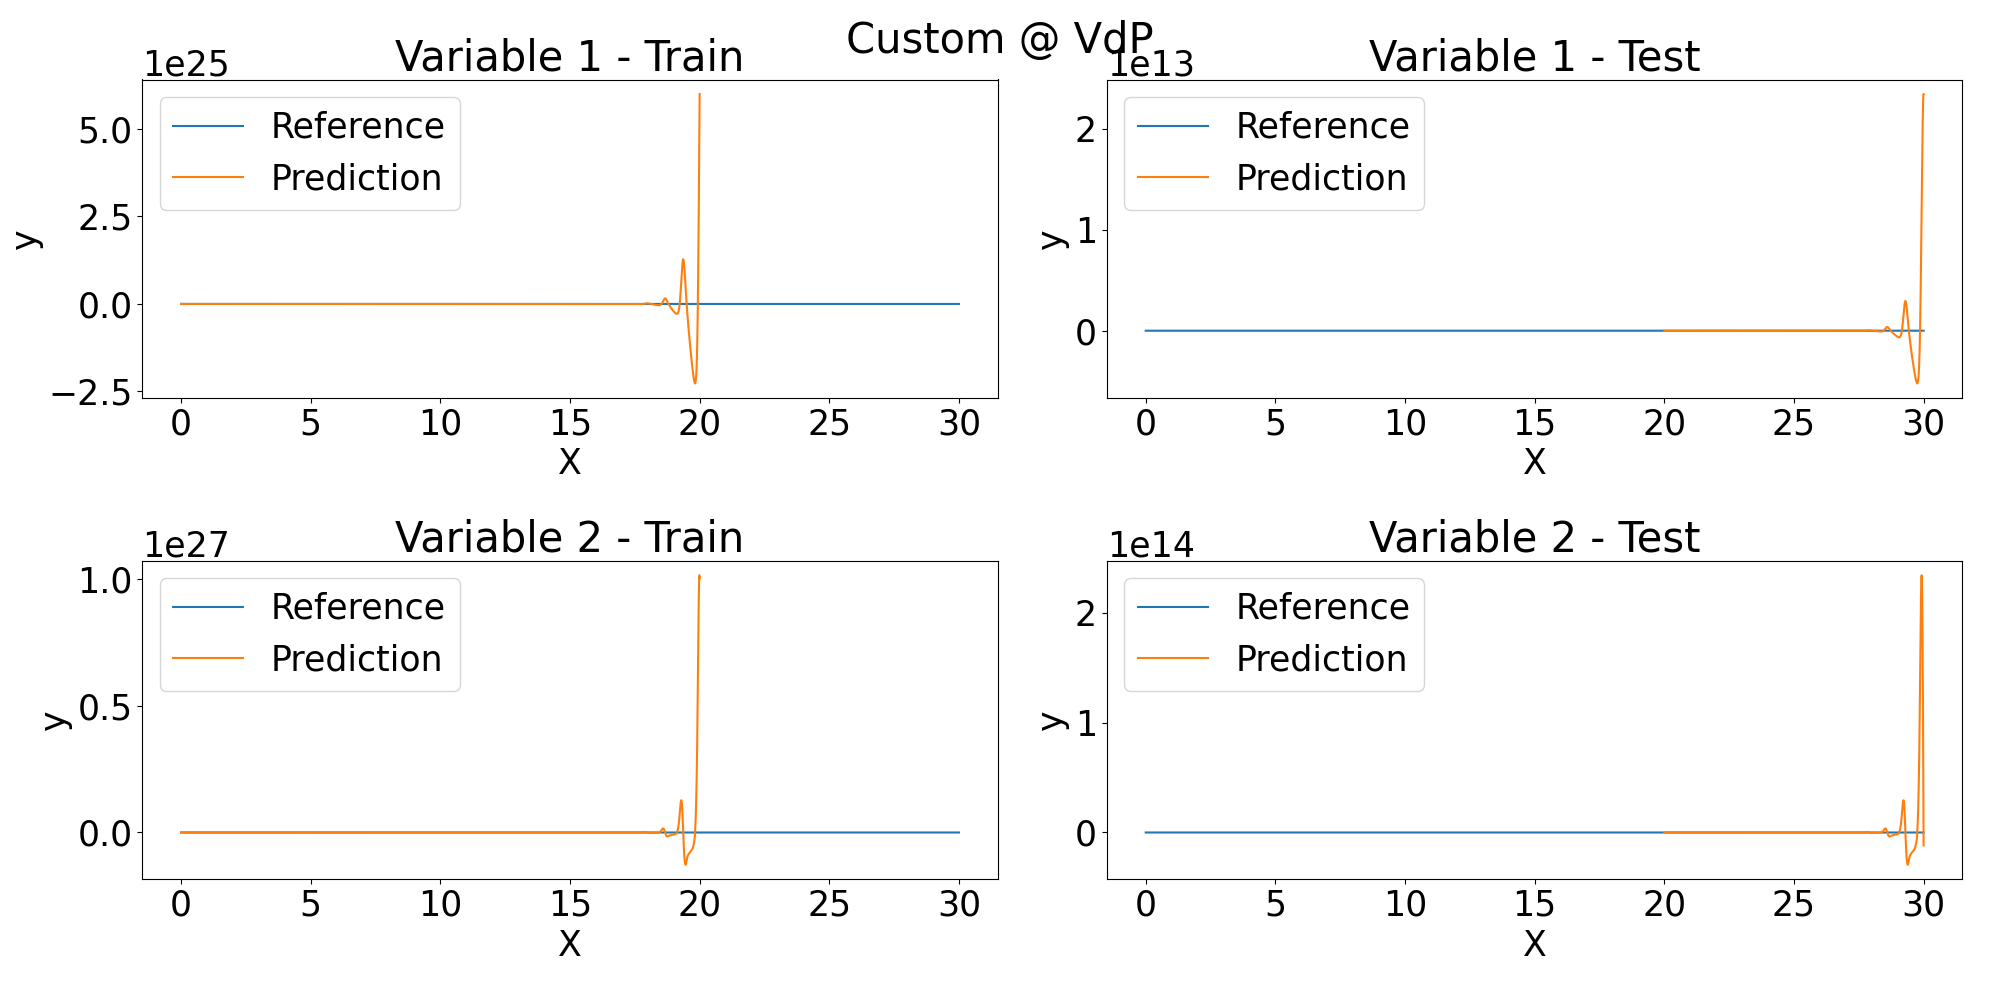 Custom @ VdP
Variable 1 - Train
1e25
Reference
Prediction
5.0
2.5
0.0
−2.5
y
0 5 10 15 20 25 30
X
Variable 1 - Test
1e13
Reference
Prediction
2
1
0
y
0 5 10 15 20 25 30
X
Variable 2 - Train
1e27
Reference
Prediction
1.0
0.5
0.0
y
0 5 10 15 20 25 30
X
Variable 2 - Test
1e14
Reference
Prediction
2
1
0
y
0 5 10 15 20 25 30
X